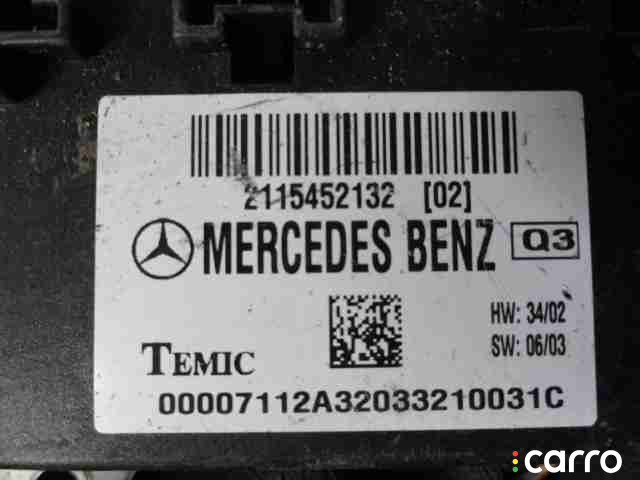 2115452132 [02]
MERCEDES BENZ Q3
HW: 34/02
TEMIC SW: 06/03
00007112A32033210031C
carro